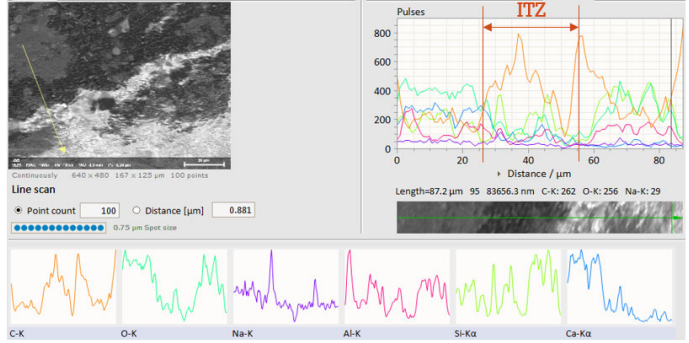 Pulses
ITZ
800
600
400
200
0
0 20 40 60 80
Distance / µm
Continuously 640 x 480 167 x 125 µm 100 points
Line scan
Point count 100 Distance [µm] 0.881
0.75 µm Spot size
Length=87.2 µm 95 83656.3 nm C-K: 262 O-K: 256 Na-K: 29
C-K O-K Na-K Al-K Si-Kα Ca-Kα